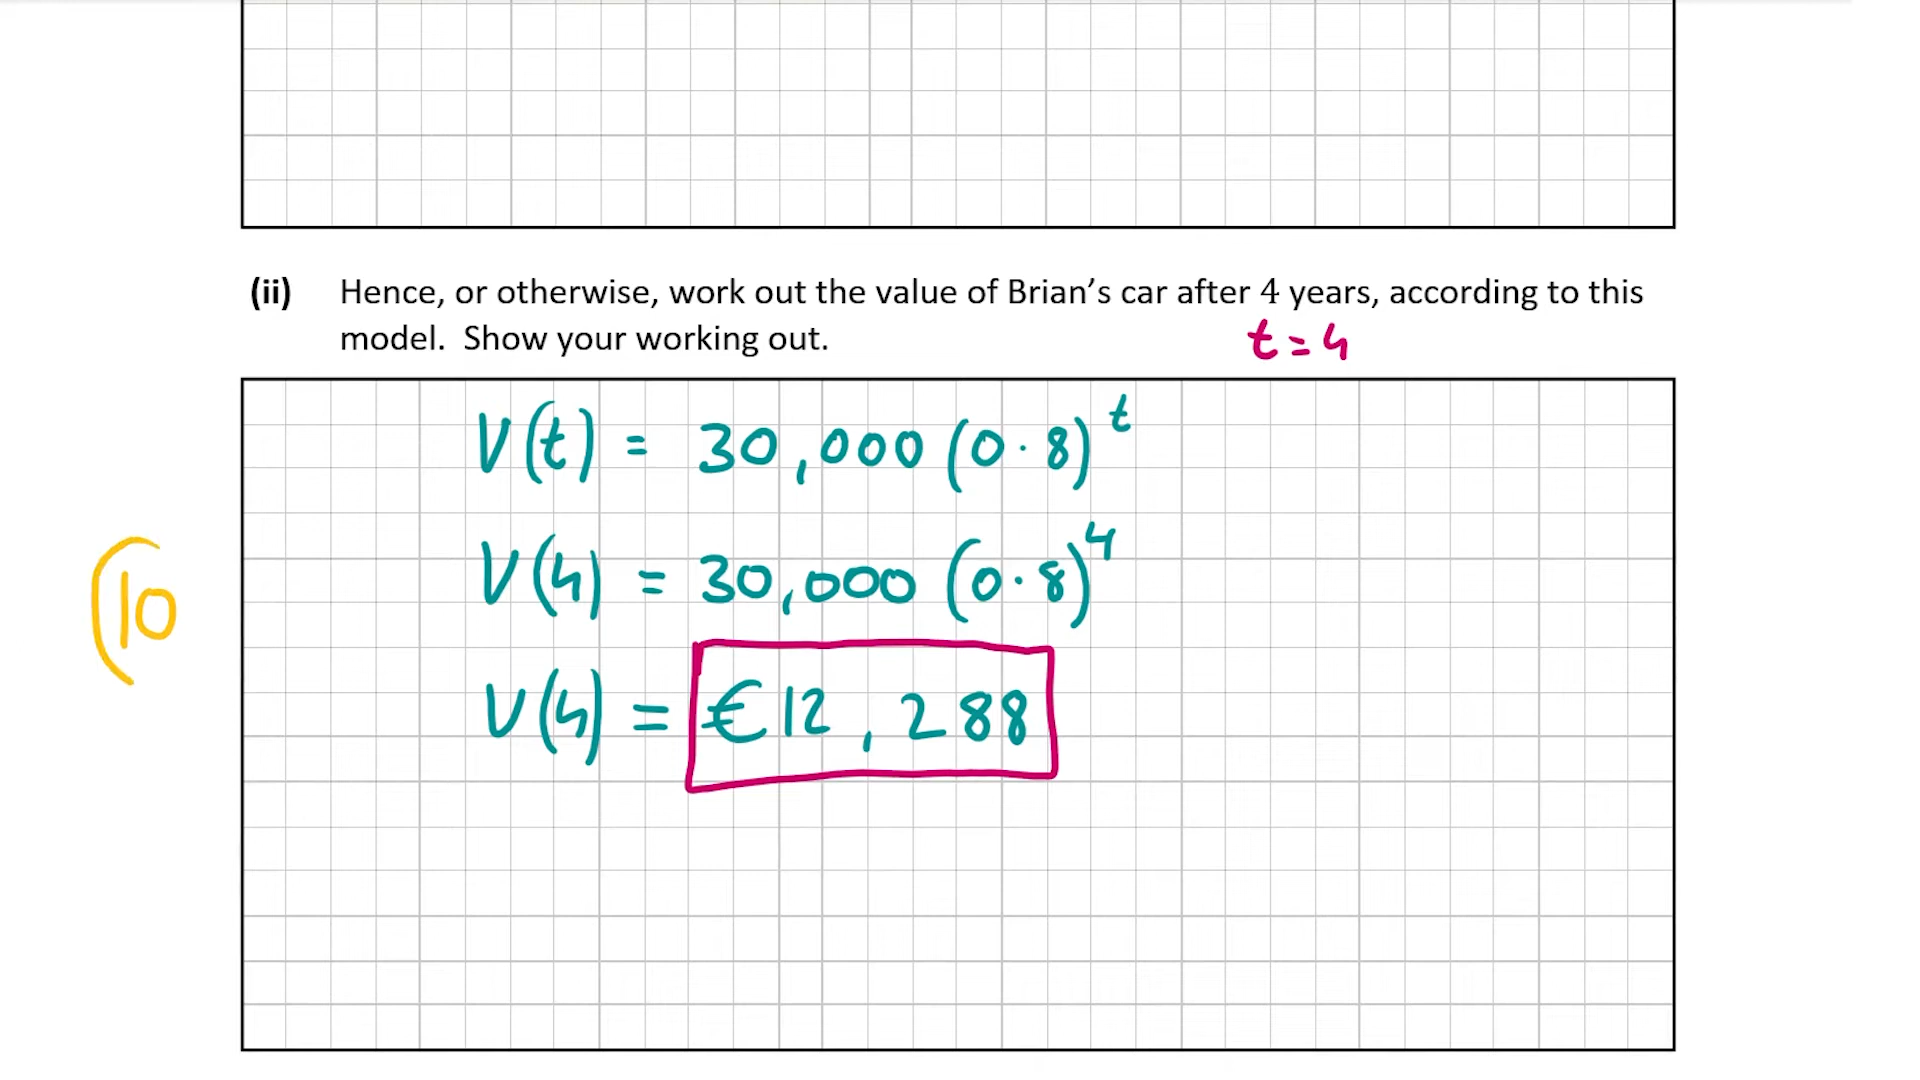 (ii) Hence, or otherwise, work out the value of Brian’s car after 4 years, according to this
model. Show your working out.
t = 4
V(t) = 30,000 (0·8)^t
V(4) = 30,000 (0·8)^4
(10
V(4) = €12,288